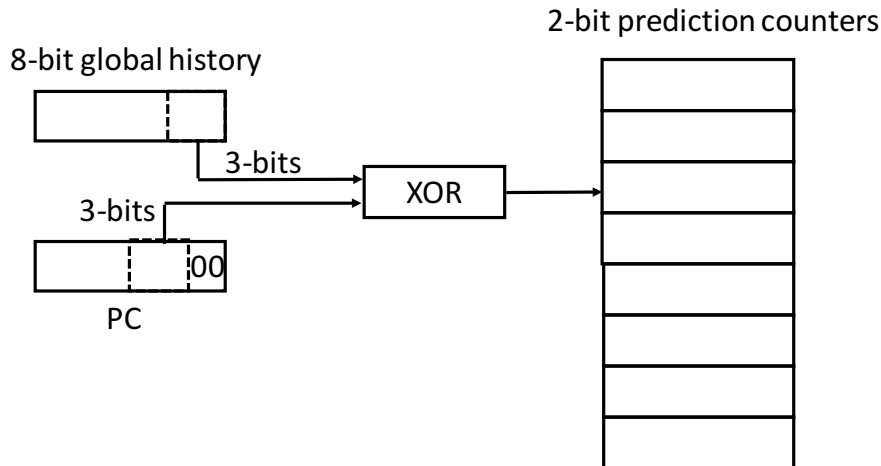 2-bit prediction counters
8-bit global history
3-bits
XOR
3-bits
00
PC